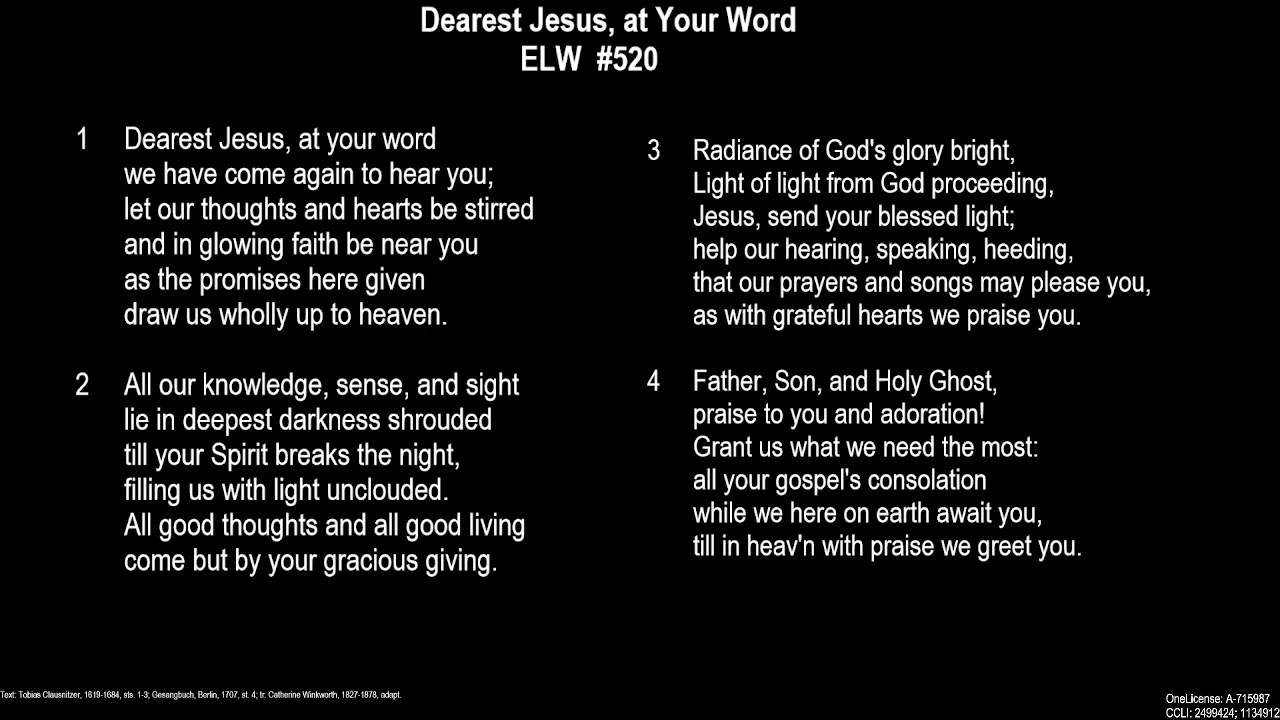 Dearest Jesus, at Your Word
ELW #520
1 Dearest Jesus, at your word
we have come again to hear you;
let our thoughts and hearts be stirred
and in glowing faith be near you
as the promises here given
draw us wholly up to heaven.
2 All our knowledge, sense, and sight
lie in deepest darkness shrouded
till your Spirit breaks the night,
filling us with light unclouded.
All good thoughts and all good living
come but by your gracious giving.
3 Radiance of God's glory bright,
Light of light from God proceeding,
Jesus, send your blessed light;
help our hearing, speaking, heeding,
that our prayers and songs may please you,
as with grateful hearts we praise you.
4 Father, Son, and Holy Ghost,
praise to you and adoration!
Grant us what we need the most:
all your gospel's consolation
while we here on earth await you,
till in heav'n with praise we greet you.
Text: Tobias Clausnitzer, 1619-1684, sts. 1-3; Gesengbuch, Berlin, 1707, st. 4; tr. Catherine Winkworth, 1827-1878, adapt.
OneLicense: A-715987
CCLI: 2499424; 1134912